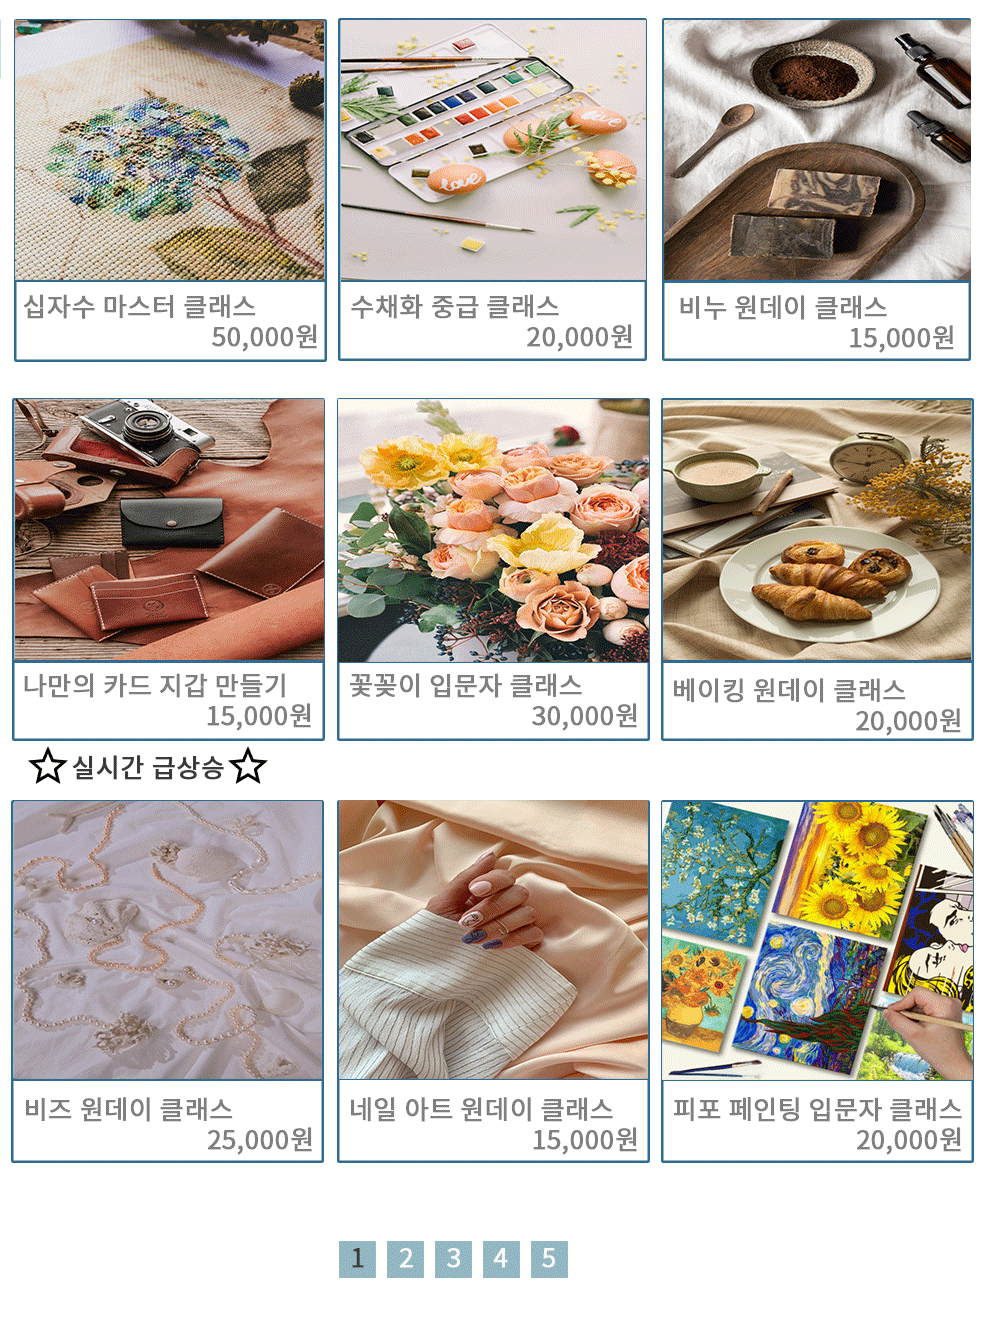 love
love
십자수 마스터 클래스
50,000원
수채화 중급 클래스
20,000원
비누 원데이 클래스
15,000원
나만의 카드 지갑 만들기
15,000원
꽃꽂이 입문자 클래스
30,000원
베이킹 원데이 클래스
20,000원
☆실시간 급상승☆
비즈 원데이 클래스
25,000원
네일 아트 원데이 클래스
15,000원
피포 페인팅 입문자 클래스
20,000원
1 2 3 4 5